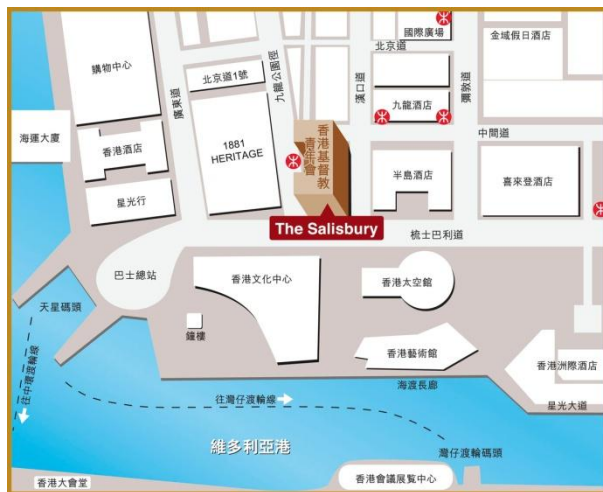 國際廣場
金域假日酒店
北京道
購物中心
北京道1號
九龍公園徑
漢口道
彌敦道
廣東道
九龍酒店
海運大廈
香港酒店
1881
HERITAGE
香港基督教
青年會
中間道
半島酒店
喜來登酒店
星光行
The Salisbury
梳士巴利道
巴士總站
香港文化中心
香港太空館
天星碼頭
鐘樓
香港藝術館
香港洲際酒店
往中環渡輪線
海渡長廊
往灣仔渡輪線
星光大道
維多利亞港
灣仔渡輪碼頭
香港大會堂
香港會議展覧中心